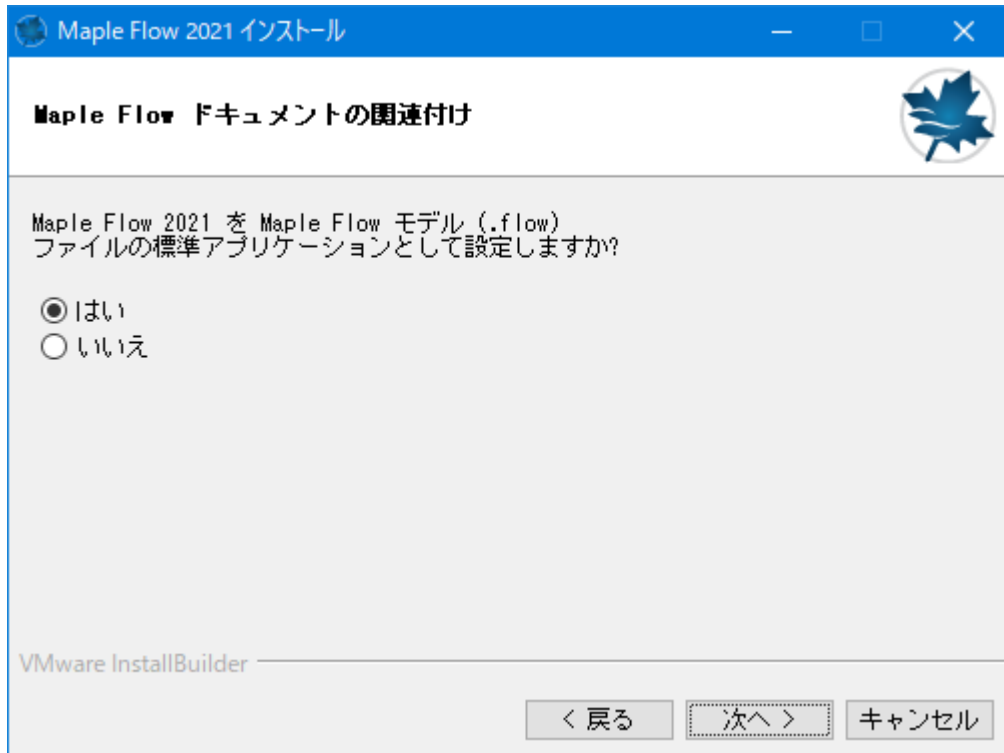 Maple Flow 2021 インストール
Maple Flow ドキュメントの関連付け
Maple Flow 2021 を Maple Flow モデル (.flow)
ファイルの標準アプリケーションとして設定しますか?
はい
いいえ
VMware InstallBuilder
< 戻る 次へ > キャンセル